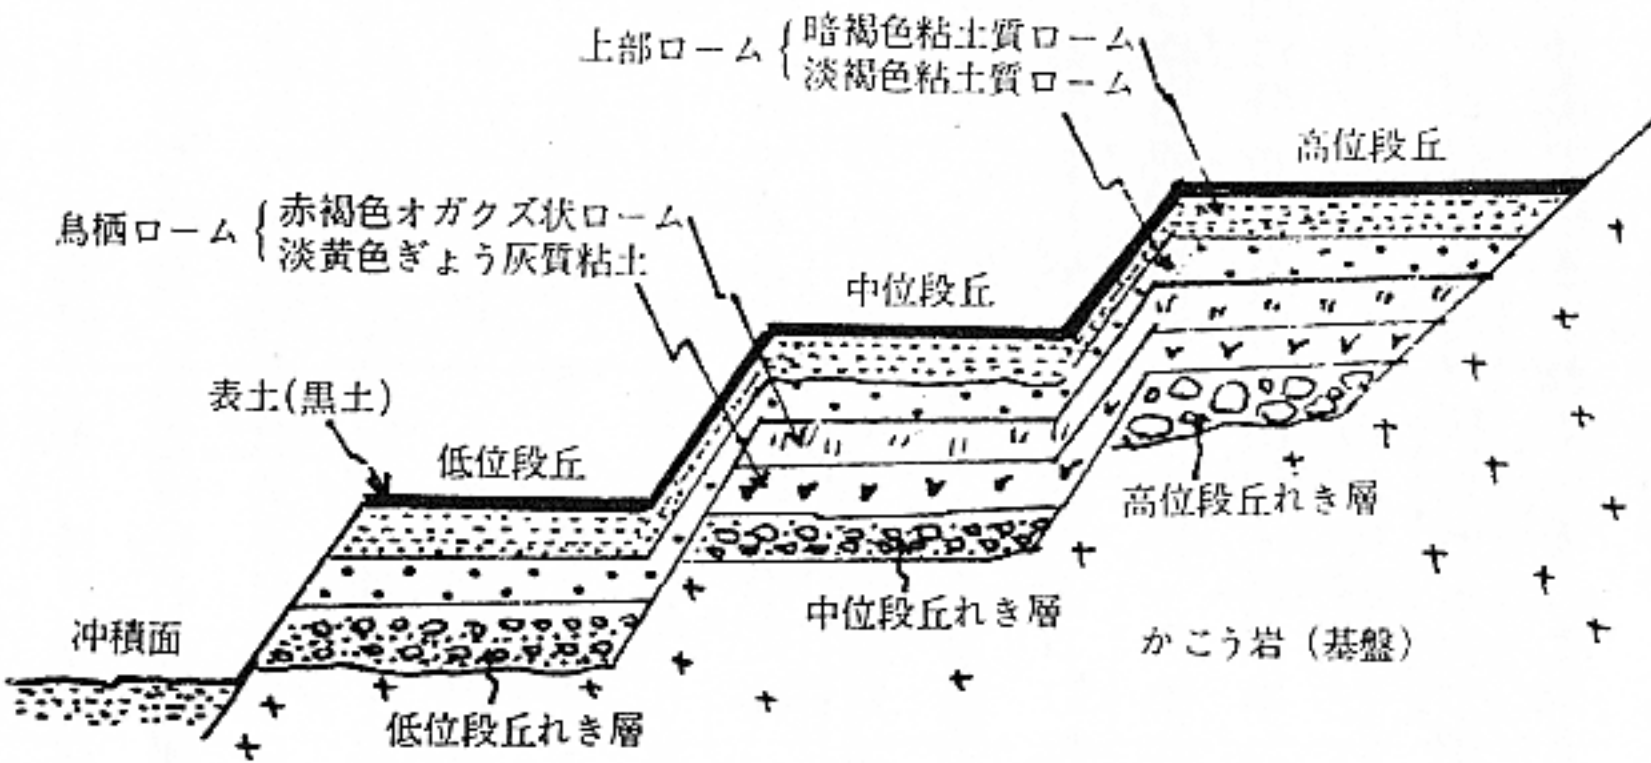 上部ローム
暗褐色粘土質ローム
淡褐色粘土質ローム
高位段丘
鳥栖ローム
赤褐色オガクズ状ローム
淡黄色ぎょう灰質粘土
中位段丘
表土(黒土)
低位段丘
高位段丘れき層
中位段丘れき層
かこう岩(基盤)
冲積面
低位段丘れき層